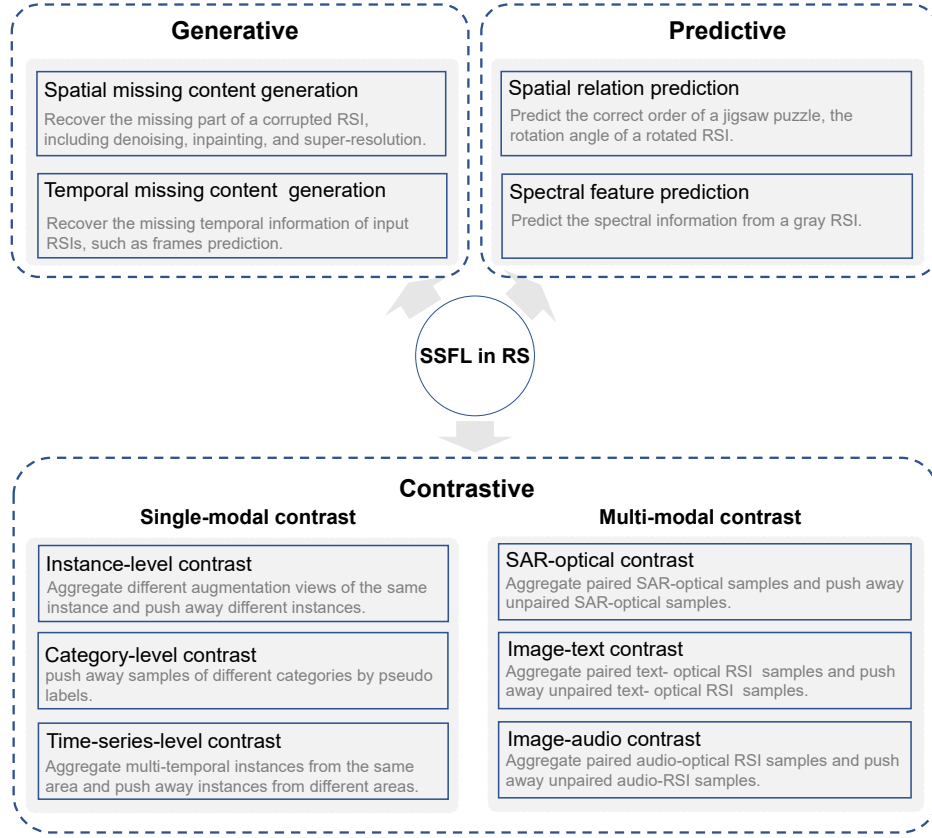 Generative
Spatial missing content generation
Recover the missing part of a corrupted RSI,
including denoising, inpainting, and super-resolution.
Temporal missing content  generation
Recover the missing temporal information of input
RSIs, such as frames prediction.
Predictive
Spatial relation prediction
Predict the correct order of a jigsaw puzzle, the
rotation angle of a rotated RSI.
Spectral feature prediction
Predict the spectral information from a gray RSI.
SSFL in RS
Contrastive
Single-modal contrast
Instance-level contrast
Aggregate different augmentation views of the same
instance and push away different instances.
Category-level contrast
push away samples of different categories by pseudo
labels.
Time-series-level contrast
Aggregate multi-temporal instances from the same
area and push away instances from different areas.
Multi-modal contrast
SAR-optical contrast
Aggregate paired SAR-optical samples and push away
unpaired SAR-optical samples.
Image-text contrast
Aggregate paired text- optical RSI  samples and push
away unpaired text- optical RSI  samples.
Image-audio contrast
Aggregate paired audio-optical RSI samples and push
away unpaired audio-RSI samples.